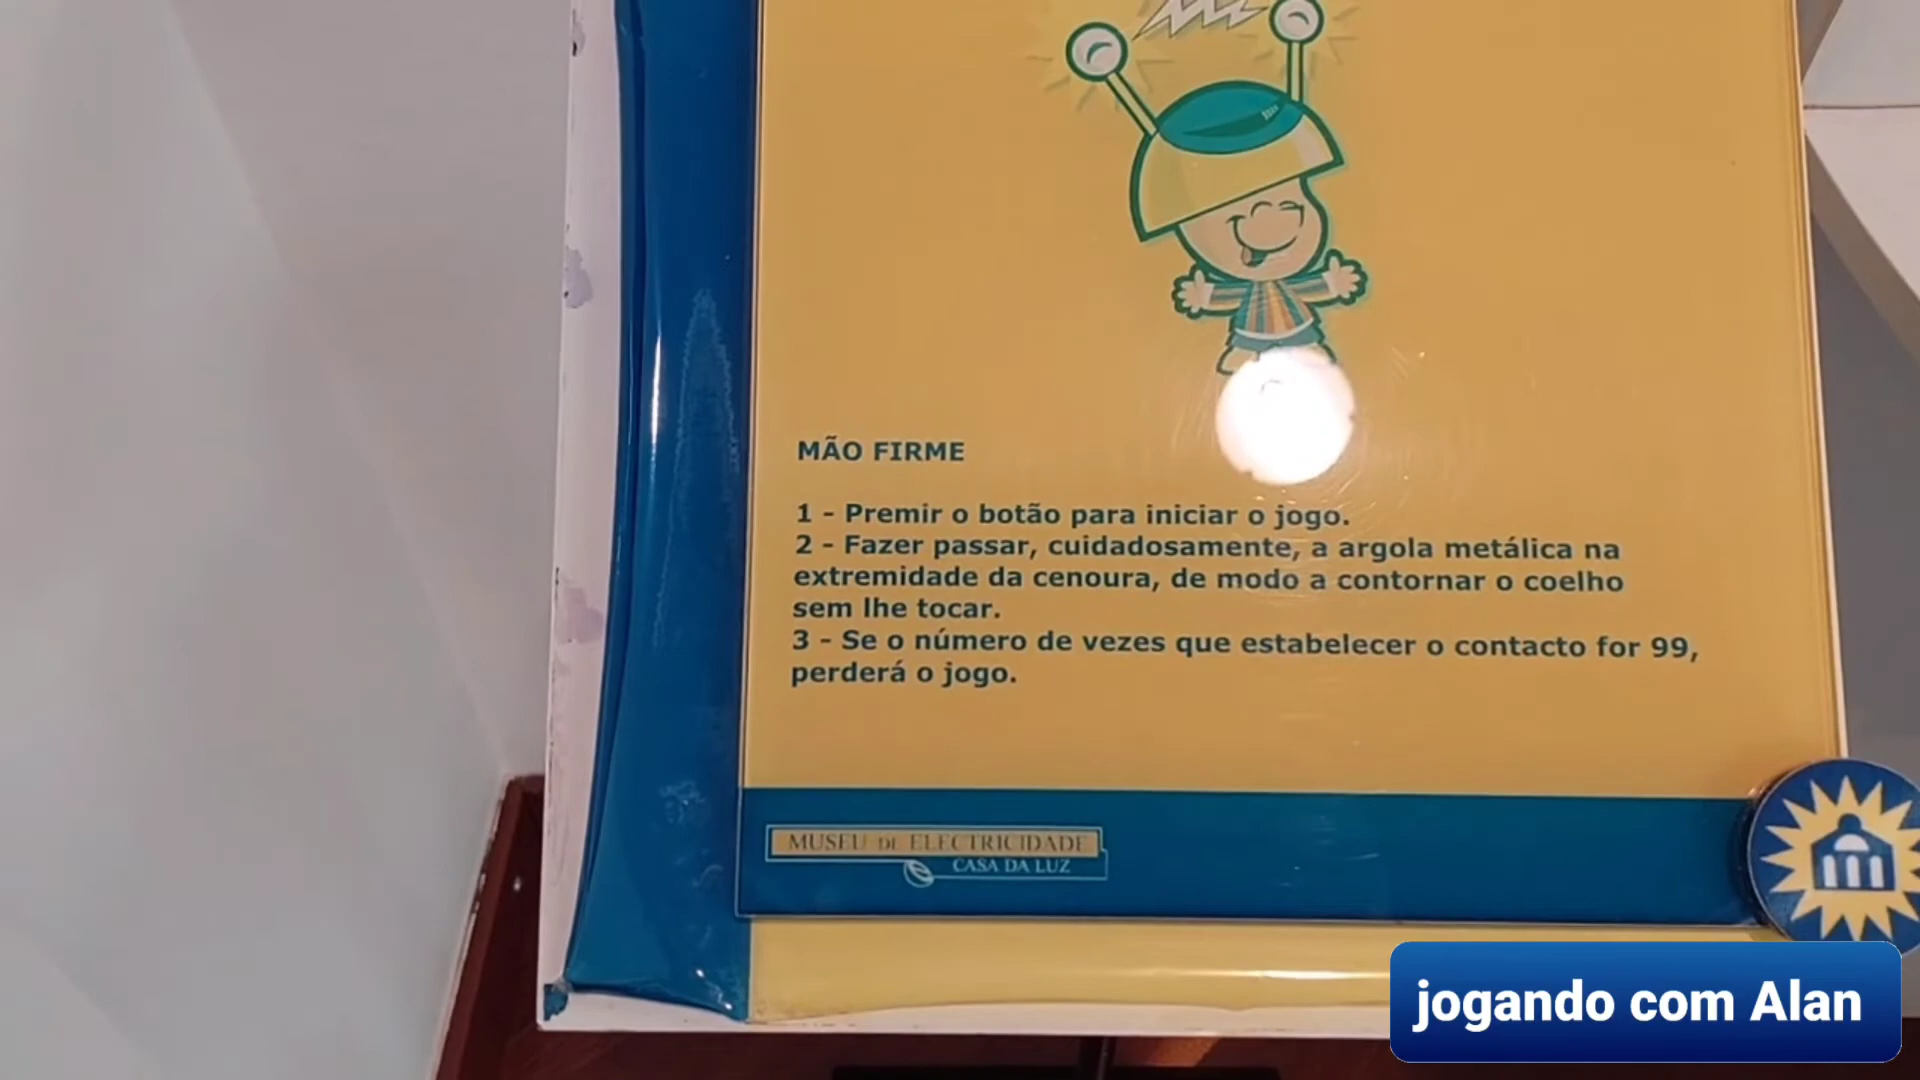 MÃO FIRME
1 - Premir o botão para iniciar o jogo.
2 - Fazer passar, cuidadosamente, a argola metálica na
extremidade da cenoura, de modo a contornar o coelho
sem lhe tocar.
3 - Se o número de vezes que estabelecer o contacto for 99,
perderá o jogo.
MUSEU DE ELECTRICIDADE
CASA DA LUZ
jogando com Alan